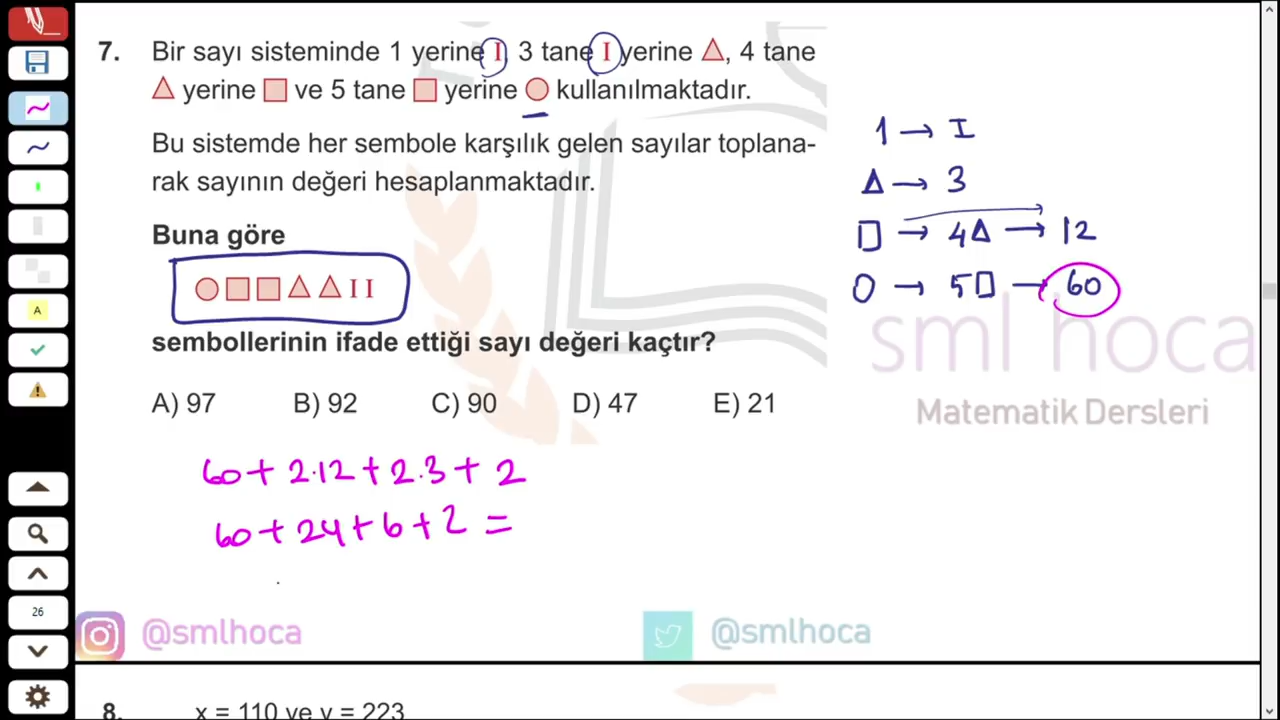 7. Bir sayı sisteminde 1 yerine I, 3 tane I yerine △, 4 tane
△ yerine □ ve 5 tane □ yerine ○ kullanılmaktadır.
Bu sistemde her sembole karşılık gelen sayılar toplana-
rak sayının değeri hesaplanmaktadır.
Buna göre
○□□△△II
sembollerinin ifade ettiği sayı değeri kaçtır?
A) 97 B) 92 C) 90 D) 47 E) 21
60 + 2·12 + 2·3 + 2
60 + 24 + 6 + 2 =
1 → I
△ → 3
□ → 4△ → 12
○ → 5□ → 60
sml hoca
Matematik Dersleri
@smlhoca
@smlhoca
8. x = 110 ve y = 223
A
26